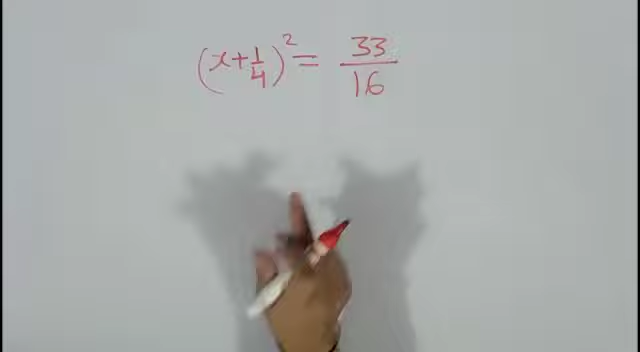 (x+1/4)² = 33/16